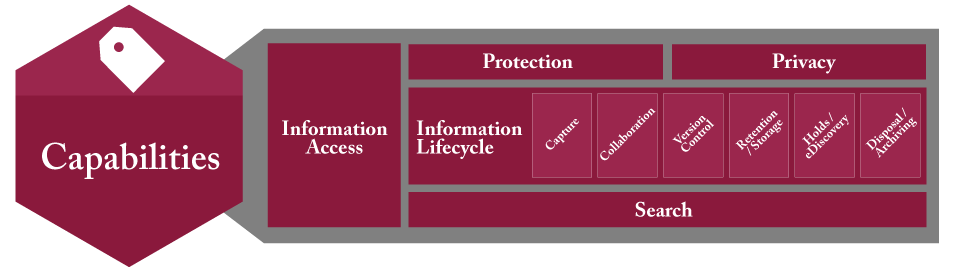 Capabilities
Information
Access
Protection
Privacy
Information
Lifecycle
Capture
Collaboration
Version
Control
Retention
/ Storage
Holds /
eDiscovery
Disposal /
Archiving
Search